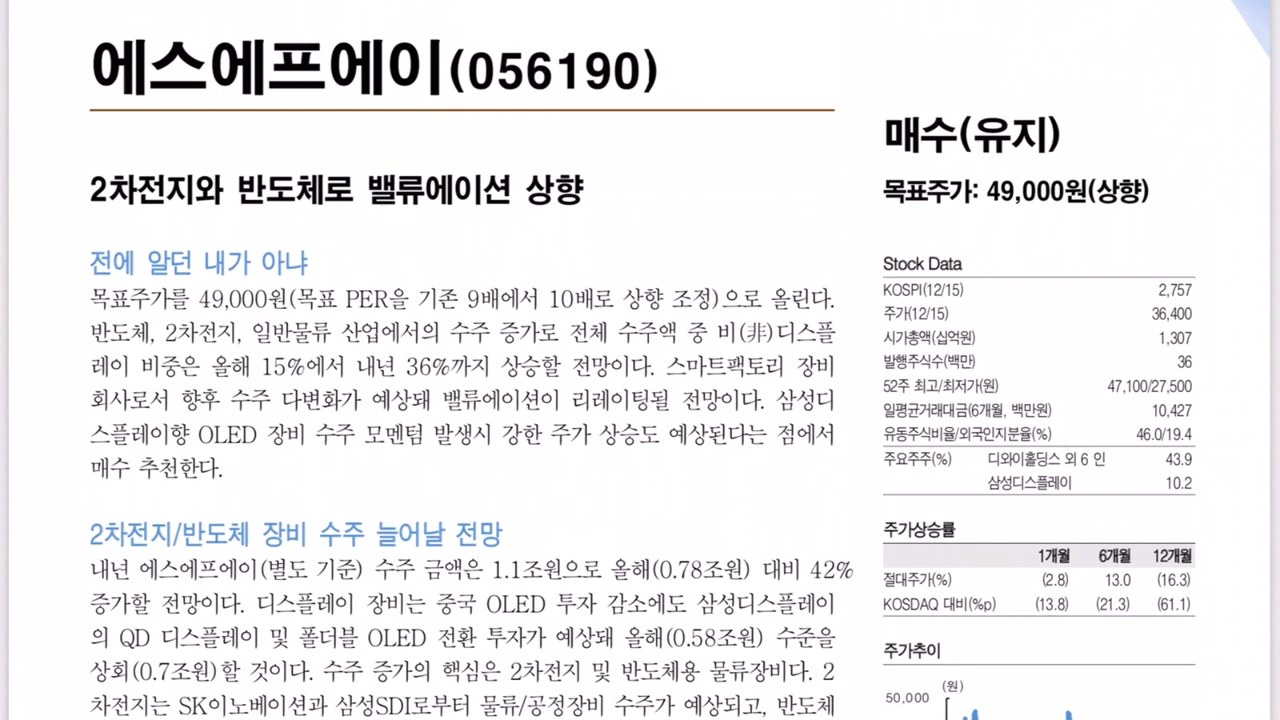 에스에프에이(056190)
2차전지와 반도체로 밸류에이션 상향
전에 알던 내가 아냐
목표주가를 49,000원(목표 PER을 기존 9배에서 10배로 상향 조정)으로 올린다.
반도체, 2차전지, 일반물류 산업에서의 수주 증가로 전체 수주액 중 비(非)디스플
레이 비중은 올해 15%에서 내년 36%까지 상승할 전망이다. 스마트팩토리 장비
회사로서 향후 수주 다변화가 예상돼 밸류에이션이 리레이팅될 전망이다. 삼성디
스플레이향 OLED 장비 수주 모멘텀 발생시 강한 주가 상승도 예상된다는 점에서
매수 추천한다.
2차전지/반도체 장비 수주 늘어날 전망
내년 에스에프에이(별도 기준) 수주 금액은 1.1조원으로 올해(0.78조원) 대비 42%
증가할 전망이다. 디스플레이 장비는 중국 OLED 투자 감소에도 삼성디스플레이
의 QD 디스플레이 및 폴더블 OLED 전환 투자가 예상돼 올해(0.58조원) 수준을
상회(0.7조원)할 것이다. 수주 증가의 핵심은 2차전지 및 반도체용 물류장비다. 2
차전지는 SK이노베이션과 삼성SDI로부터 물류/공정장비 수주가 예상되고, 반도체
매수(유지)
목표주가: 49,000원(상향)
Stock Data
KOSPI(12/15) 2,757
주가(12/15) 36,400
시가총액(십억원) 1,307
발행주식수(백만) 36
52주 최고/최저가(원) 47,100/27,500
일평균거래대금(6개월, 백만원) 10,427
유동주식비율/외국인지분율(%) 46.0/19.4
주요주주(%) 디와이홀딩스 외 6 인 43.9
삼성디스플레이 10.2
주가상승률
1개월 6개월 12개월
절대주가(%) (2.8) 13.0 (16.3)
KOSDAQ 대비(%p) (13.8) (21.3) (61.1)
주가추이
(원)
50,000